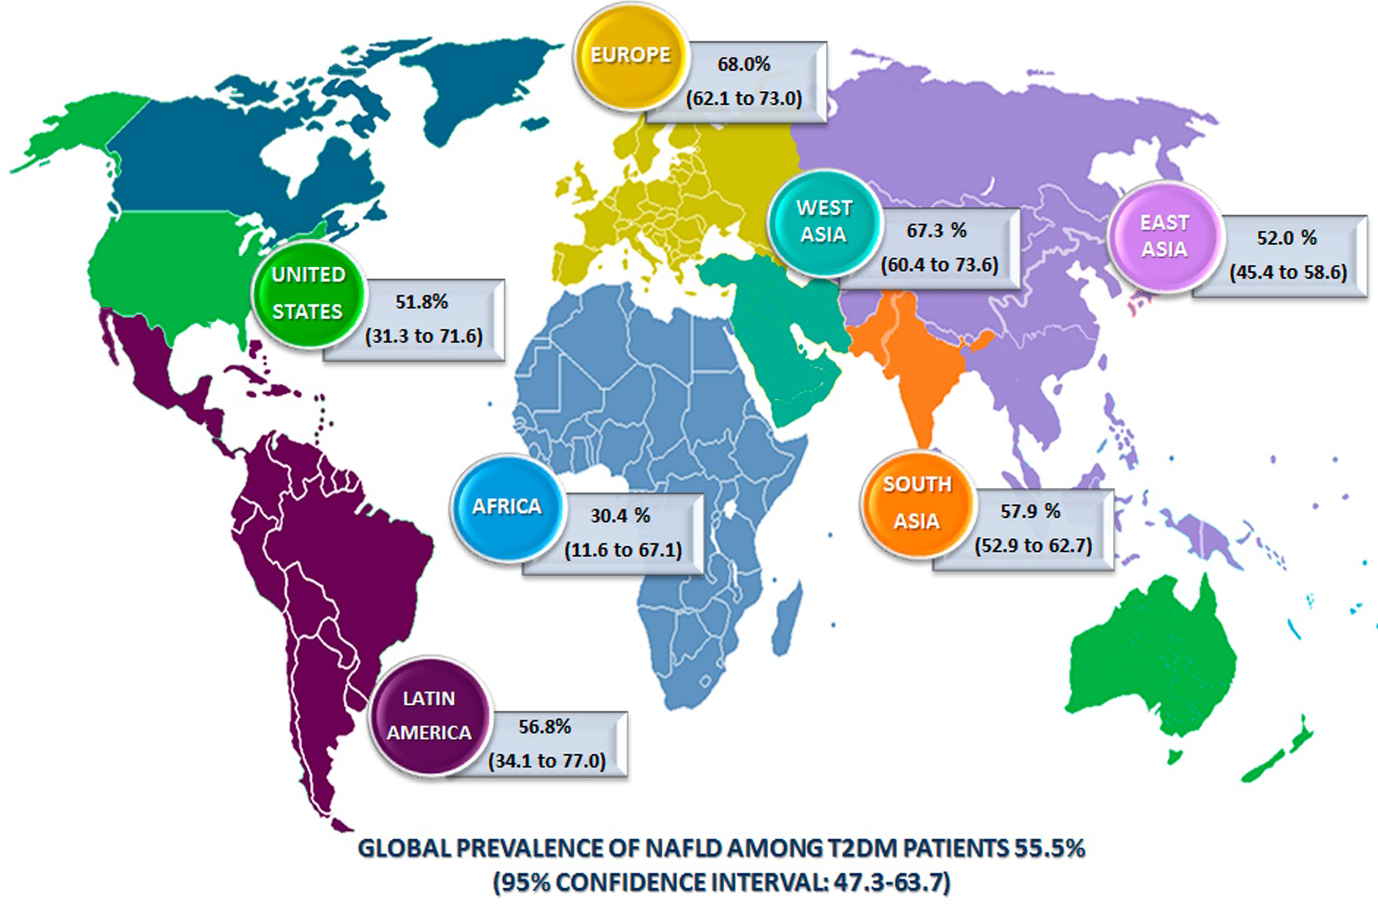 EUROPE
68.0%
(62.1 to 73.0)
WEST
ASIA
67.3 %
(60.4 to 73.6)
EAST
ASIA
52.0 %
(45.4 to 58.6)
UNITED
STATES
51.8%
(31.3 to 71.6)
AFRICA
30.4 %
(11.6 to 67.1)
SOUTH
ASIA
57.9 %
(52.9 to 62.7)
LATIN
AMERICA
56.8%
(34.1 to 77.0)
GLOBAL PREVALENCE OF NAFLD AMONG T2DM PATIENTS 55.5%
(95% CONFIDENCE INTERVAL: 47.3-63.7)